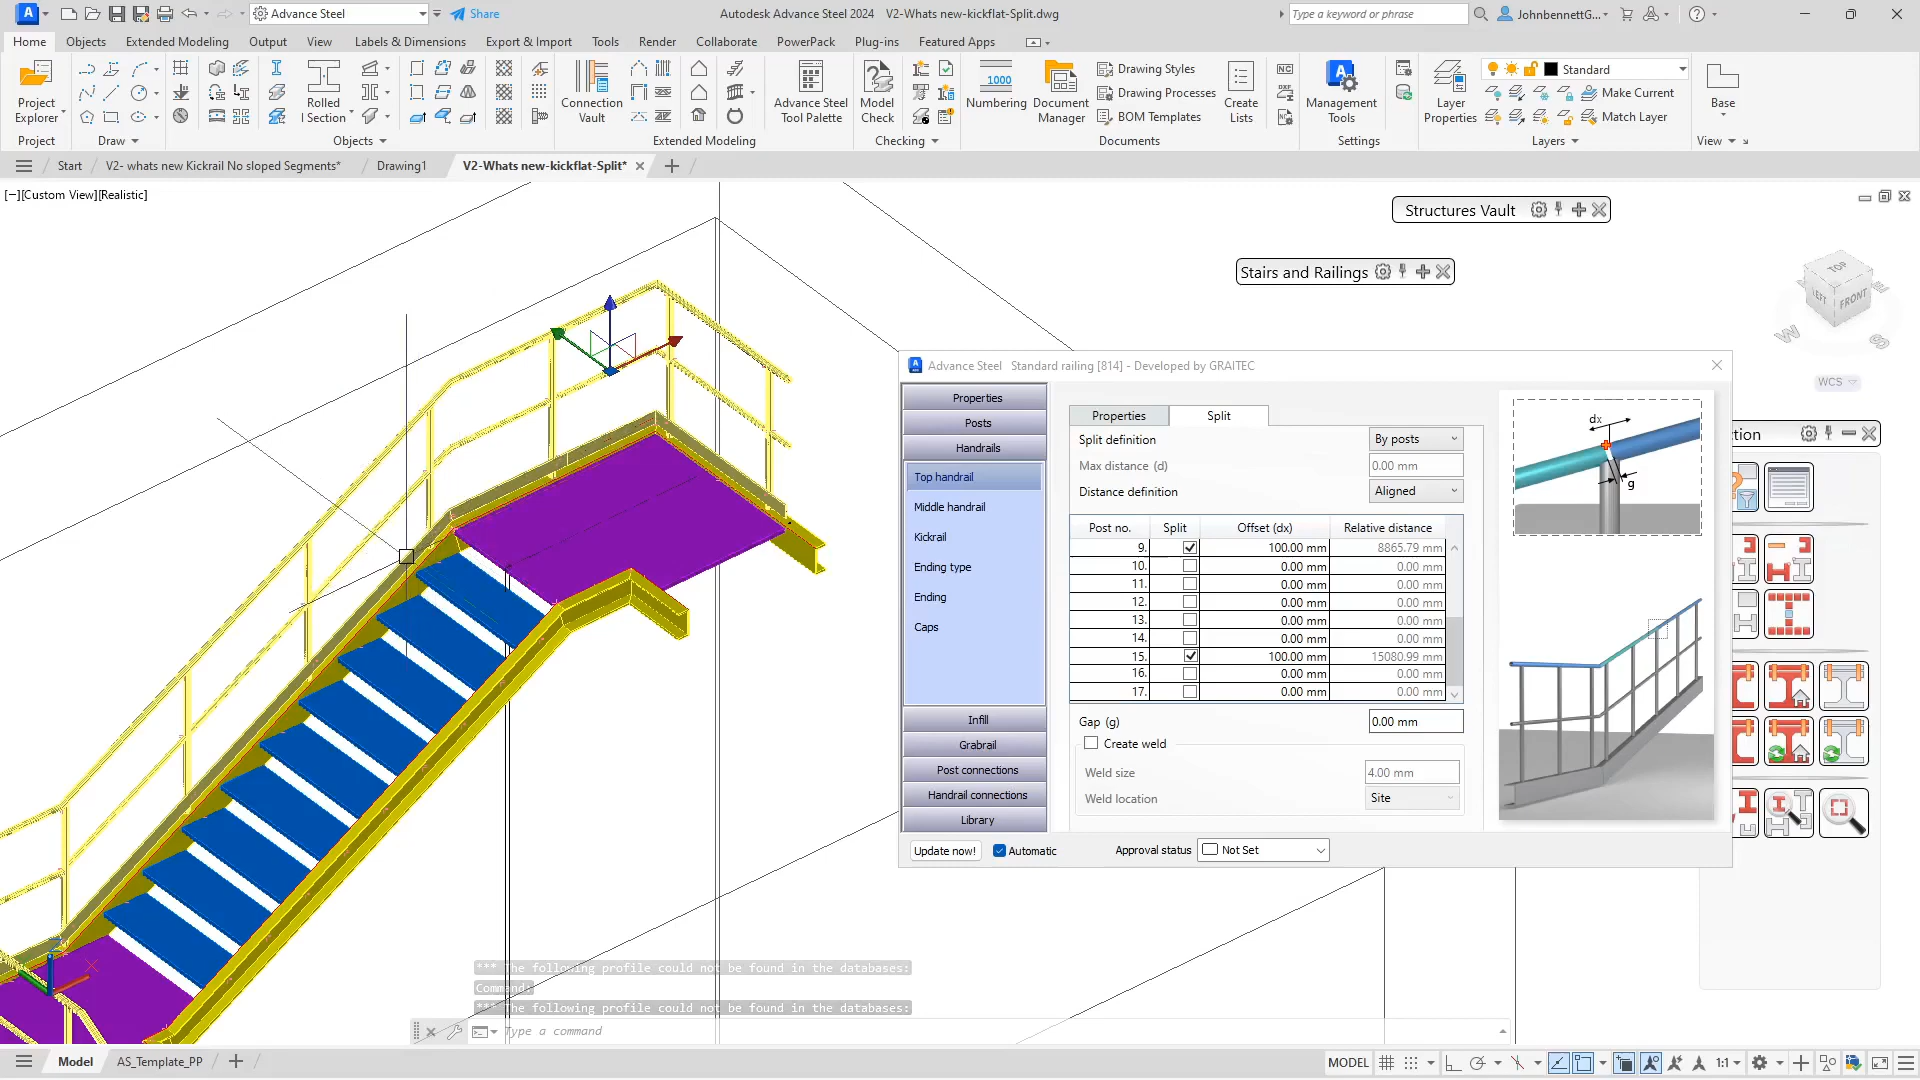 Advance Steel
Share
Autodesk Advance Steel 2024 V2-Whats new-kickflat-Split.dwg
Type a keyword or phrase
JohnbennettG...
Home
Objects
Extended Modeling
Output
View
Labels & Dimensions
Export & Import
Tools
Render
Collaborate
PowerPack
Plug-ins
Featured Apps
Project Explorer
Rolled I Section
Connection Vault
Advance Steel Tool Palette
Model Check
1000
Numbering
Document Manager
Drawing Styles
Drawing Processes
BOM Templates
Create Lists
NC
DXF
NC
Management Tools
Layer Properties
Standard
Make Current
Match Layer
Base
Project
Draw
Objects
Extended Modeling
Checking
Documents
Settings
Layers
View
Start
V2- whats new Kickrail No sloped Segments*
Drawing1
V2-Whats new-kickflat-Split*
[−][Custom View][Realistic]
Structures Vault
Stairs and Railings
TOP
LEFT
FRONT
W
S
E
WCS
Advance Steel Standard railing [814] - Developed by GRAITEC
Properties
Posts
Handrails
Top handrail
Middle handrail
Kickrail
Ending type
Ending
Caps
Infill
Grabrail
Post connections
Handrail connections
Library
Properties
Split
Split definition By posts
Max distance (d) 0.00 mm
Distance definition Aligned
Post no. Split Offset (dx) Relative distance
9. 100.00 mm 8865.79 mm
10. 0.00 mm 0.00 mm
11. 0.00 mm 0.00 mm
12. 0.00 mm 0.00 mm
13. 0.00 mm 0.00 mm
14. 0.00 mm 0.00 mm
15. 100.00 mm 15080.99 mm
16. 0.00 mm 0.00 mm
17. 0.00 mm 0.00 mm
Gap (g) 0.00 mm
Create weld
Weld size 4.00 mm
Weld location Site
dx
g
Update now!
Automatic
Approval status Not Set
ction
*** The following profile could not be found in the databases:
Command:
*** The following profile could not be found in the databases:
Type a command
Z
Model
AS_Template_PP
MODEL
1:1